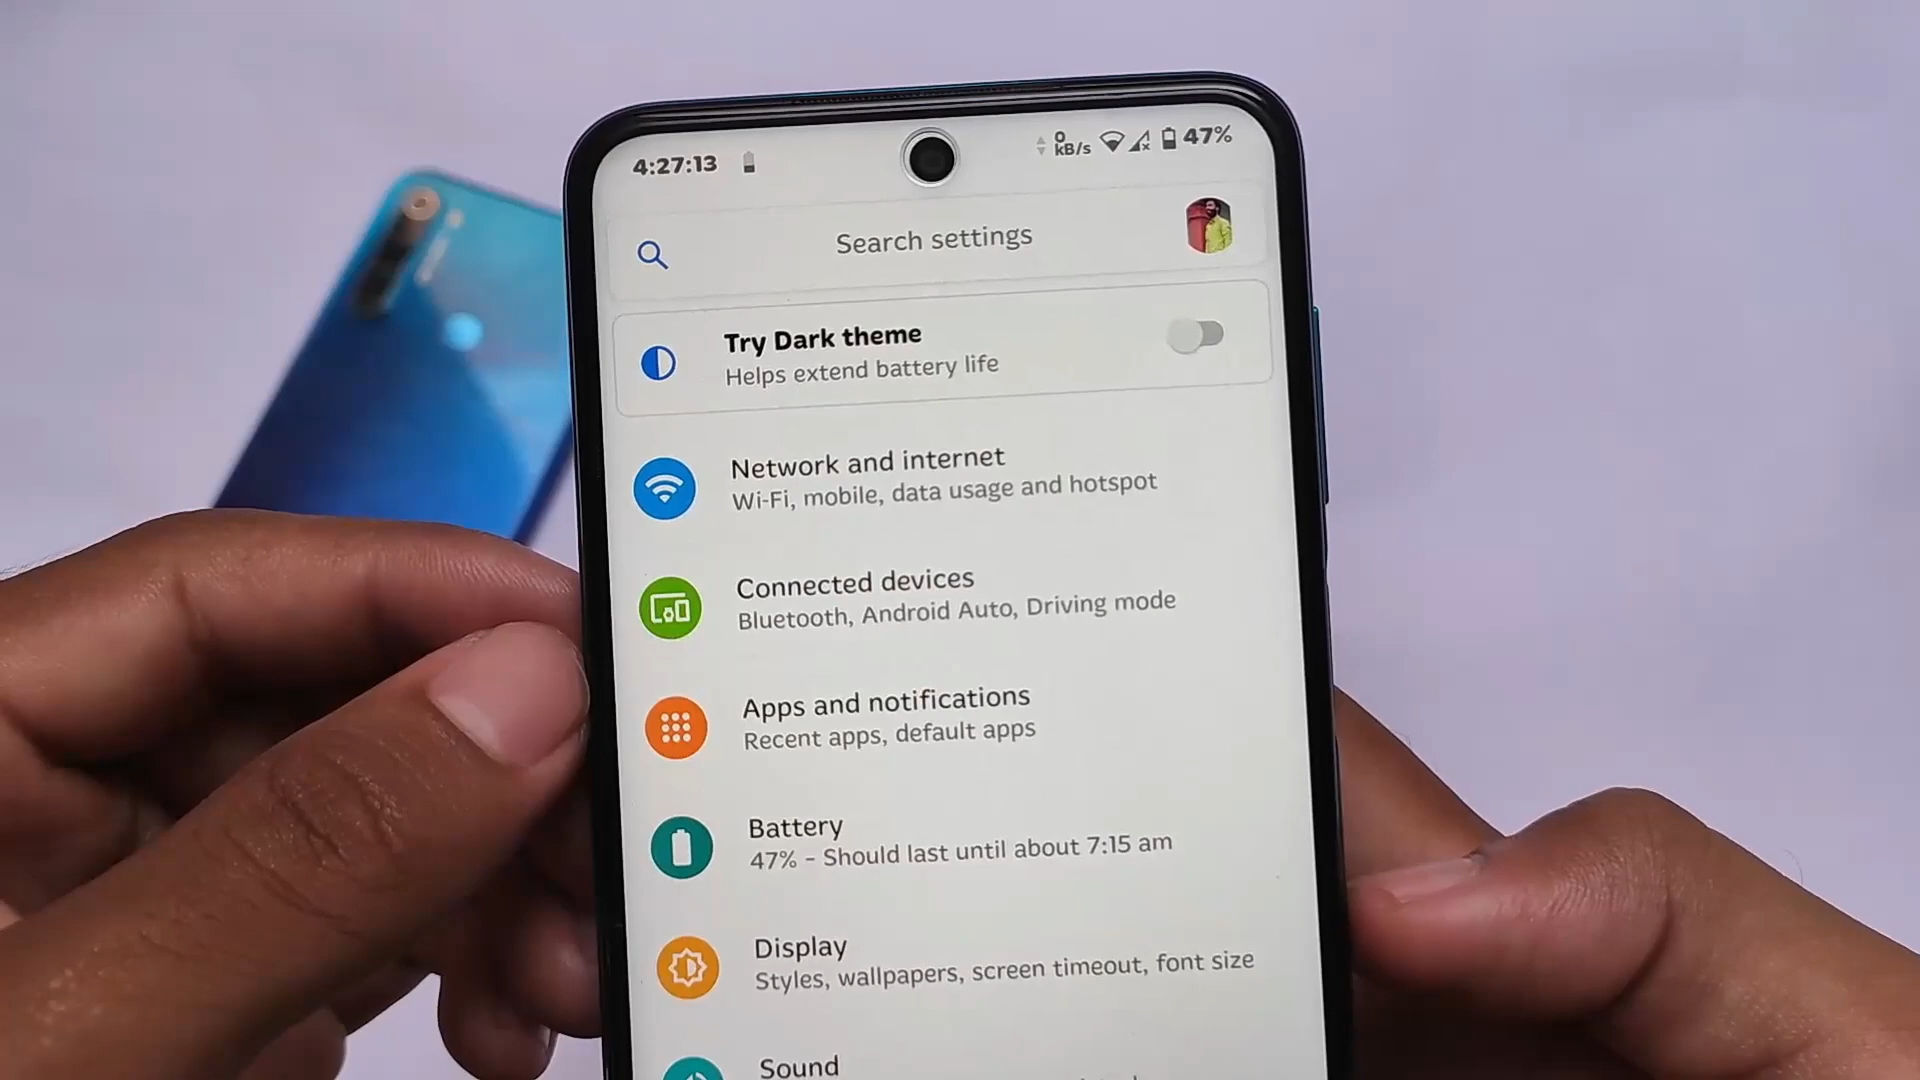 4:27:13
0
kB/s
47%
Search settings
Try Dark theme
Helps extend battery life
Network and internet
Wi-Fi, mobile, data usage and hotspot
Connected devices
Bluetooth, Android Auto, Driving mode
Apps and notifications
Recent apps, default apps
Battery
47% - Should last until about 7:15 am
Display
Styles, wallpapers, screen timeout, font size
Sound